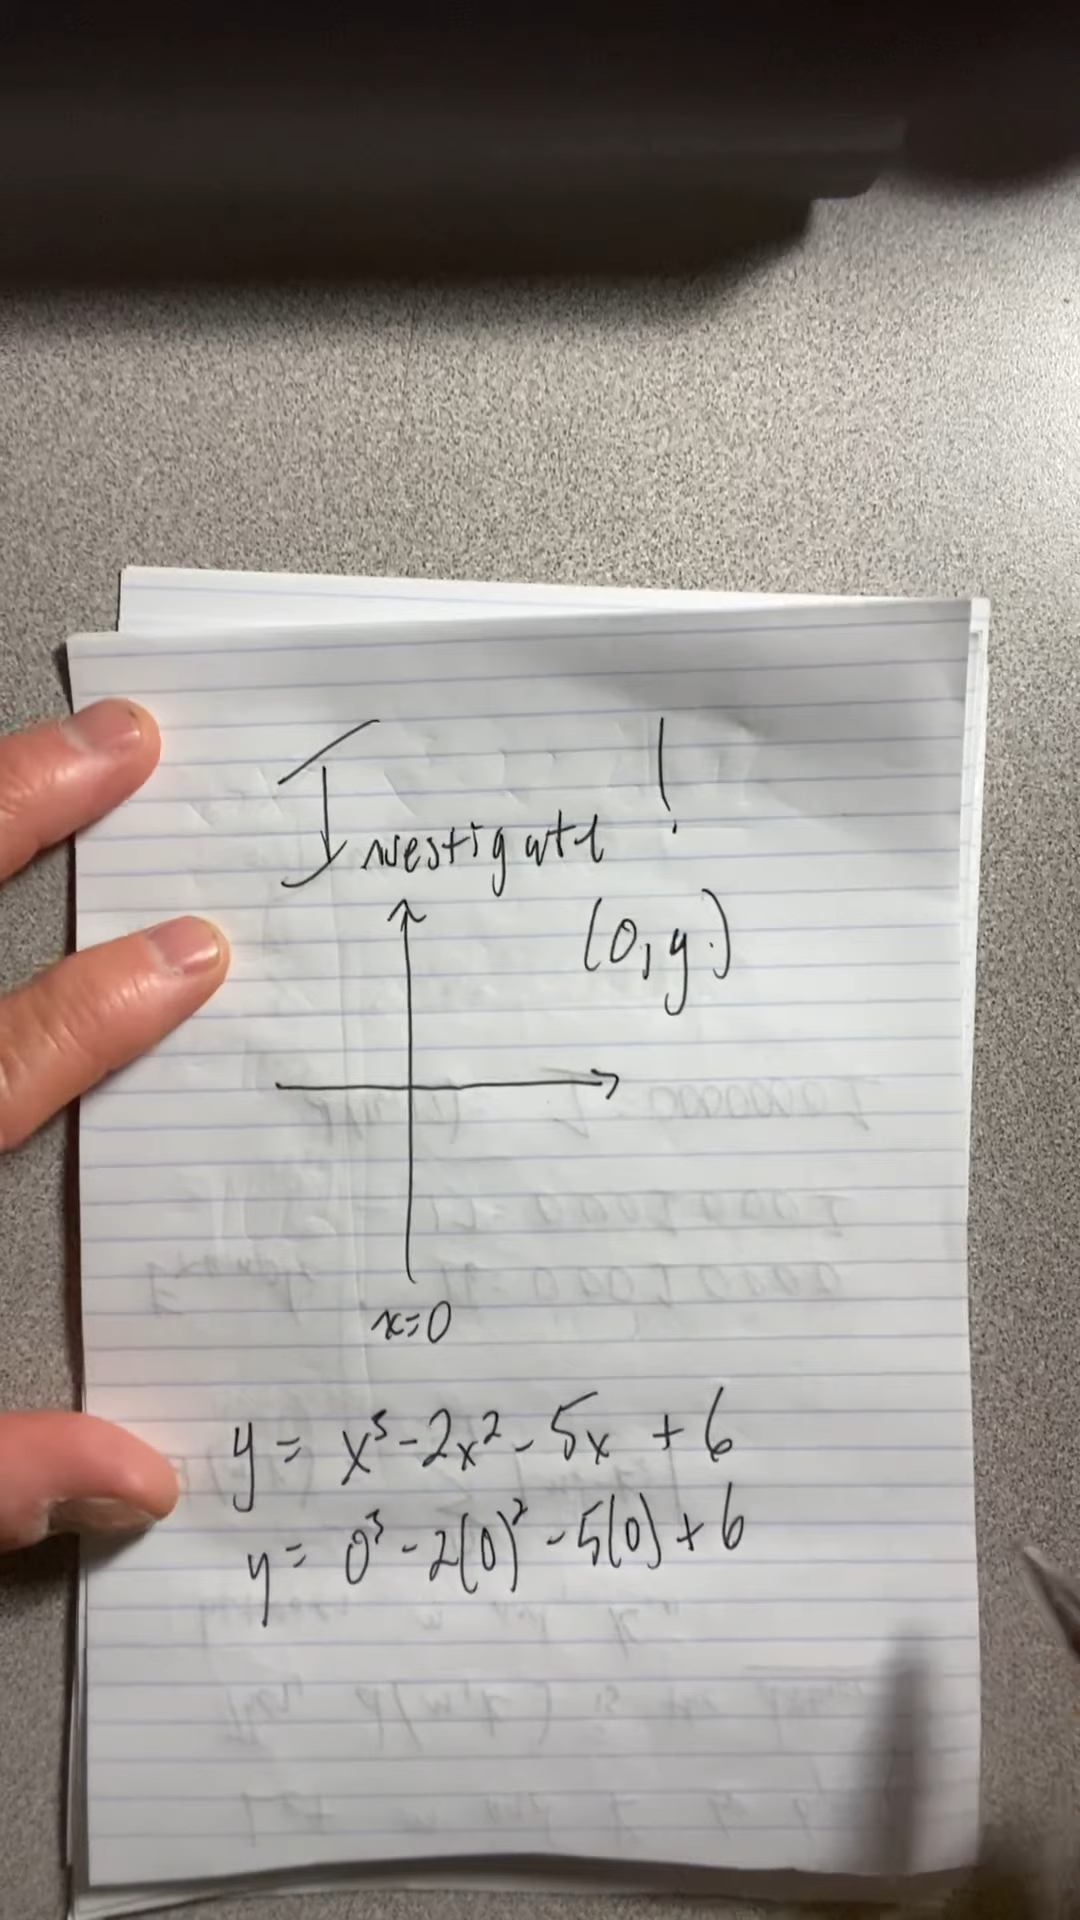 Investigate !
(0, y.)
x=0
y = x³ - 2x² - 5x + 6
y = 0³ - 2(0)² - 5(0) + 6